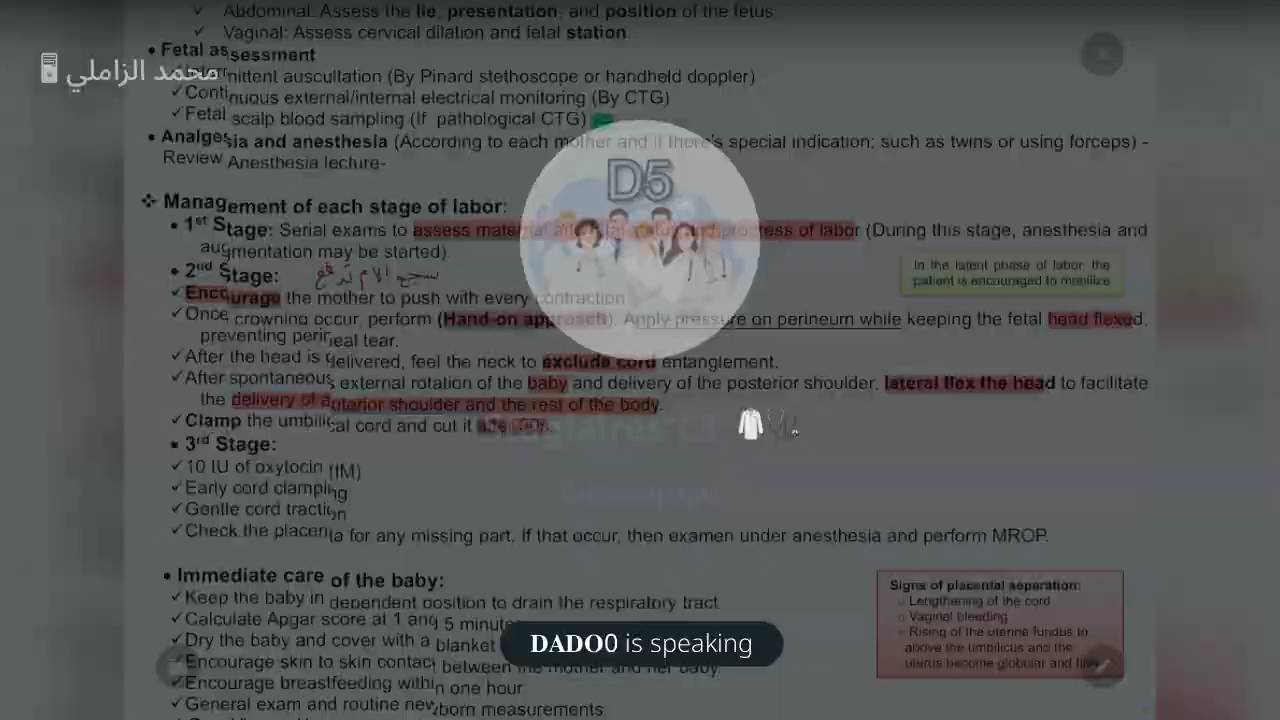 ✓ Abdominal: Assess the lie, presentation, and position of the fetus
✓ Vaginal: Assess cervical dilation and fetal station.
• Fetal assessment
محمد الزاملي
✓ Intermittent auscultation (By Pinard stethoscope or handheld doppler)
✓ Continuous external/internal electrical monitoring (By CTG)
✓ Fetal scalp blood sampling (If pathological CTG)
• Analgesia and anesthesia (According to each mother and if there's special indication; such as twins or using forceps) -
Review Anesthesia lecture-
D5
❖ Management of each stage of labor:
• 1st Stage: Serial exams to assess maternal and fetal status and progress of labor (During this stage, anesthesia and
augmentation may be started)
• 2nd Stage:
In the latent phase of labor, the
patient is encouraged to mobilize
✓ Encourage the mother to push with every contraction
✓ Once crowning occur, perform (Hand-on approach). Apply pressure on perineum while keeping the fetal head flexed,
preventing perineal tear.
✓ After the head is delivered, feel the neck to exclude cord entanglement.
✓ After spontaneous external rotation of the baby and delivery of the posterior shoulder, lateral flex the head to facilitate
the delivery of anterior shoulder and the rest of the body.
✓ Clamp the umbilical cord and cut it
• 3rd Stage:
✓ 10 IU of oxylocin (IM)
✓ Early cord clamping
✓ Gentle cord traction
✓ Check the placenta for any missing part. If that occur, then examen under anesthesia and perform MROP.
• Immediate care of the baby:
✓ Keep the baby in dependent position to drain the respiratory tract
✓ Calculate Apgar score at 1 and 5 minute
✓ Dry the baby and cover with a blanket
✓ Encourage skin to skin contact between the mother and her baby
✓ Encourage breastfeeding within one hour
✓ General exam and routine newborn measurements
Signs of placental separation:
o Lengthening of the cord
o Vaginal bleeding
o Rising of the uterine fundus to
above the umbilicus and the
uterus become globular and
DADO0 is speaking